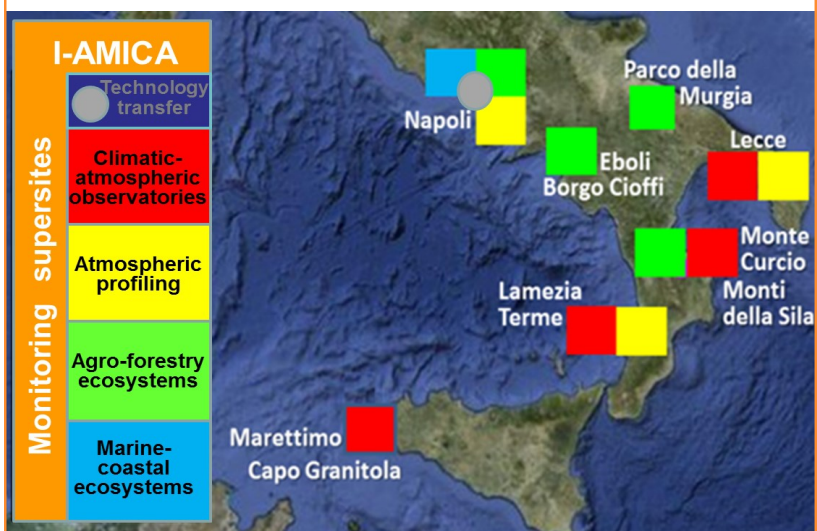 I-AMICA
Monitoring supersites
Technology
transfer
Climatic-
atmospheric
observatories
Atmospheric
profiling
Agro-forestry
ecosystems
Marine-
coastal
ecosystems
Napoli
Parco della
Murgia
Eboli
Borgo Cioffi
Lecce
Monte
Curcio
Monti
della Sila
Lamezia
Terme
Marettimo
Capo Granitola